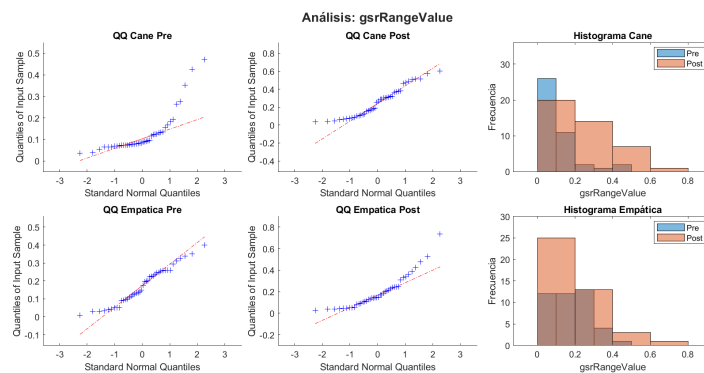 Análisis: gsrRangeValue
QQ Cane Pre
Quantiles of Input Sample
0.5
0.4
0.3
0.2
0.1
0
-3 -2 -1 0 1 2 3
Standard Normal Quantiles
QQ Cane Post
Quantiles of Input Sample
0.8
0.6
0.4
0.2
0
-0.2
-0.4
-3 -2 -1 0 1 2 3
Standard Normal Quantiles
Histograma Cane
Pre
Post
Frecuencia
30
20
10
0
0 0.2 0.4 0.6 0.8
gsrRangeValue
QQ Empatica Pre
Quantiles of Input Sample
0.5
0.4
0.3
0.2
0.1
0
-0.1
-3 -2 -1 0 1 2 3
Standard Normal Quantiles
QQ Empatica Post
Quantiles of Input Sample
0.8
0.6
0.4
0.2
0
-0.2
-3 -2 -1 0 1 2 3
Standard Normal Quantiles
Histograma Empática
Pre
Post
Frecuencia
30
25
20
15
10
5
0
0 0.2 0.4 0.6 0.8
gsrRangeValue